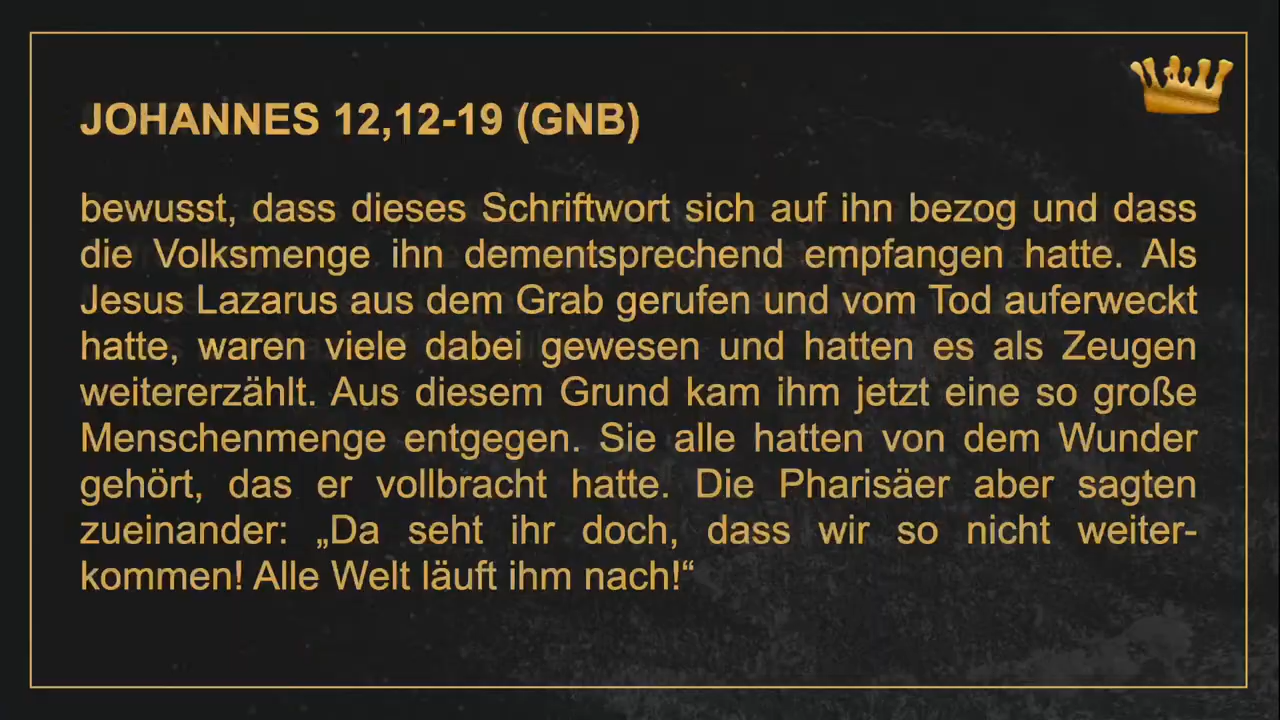 JOHANNES 12,12-19 (GNB)
bewusst, dass dieses Schriftwort sich auf ihn bezog und dass
die Volksmenge ihn dementsprechend empfangen hatte. Als
Jesus Lazarus aus dem Grab gerufen und vom Tod auferweckt
hatte, waren viele dabei gewesen und hatten es als Zeugen
weitererzählt. Aus diesem Grund kam ihm jetzt eine so große
Menschenmenge entgegen. Sie alle hatten von dem Wunder
gehört, das er vollbracht hatte. Die Pharisäer aber sagten
zueinander: „Da seht ihr doch, dass wir so nicht weiter-
kommen! Alle Welt läuft ihm nach!“